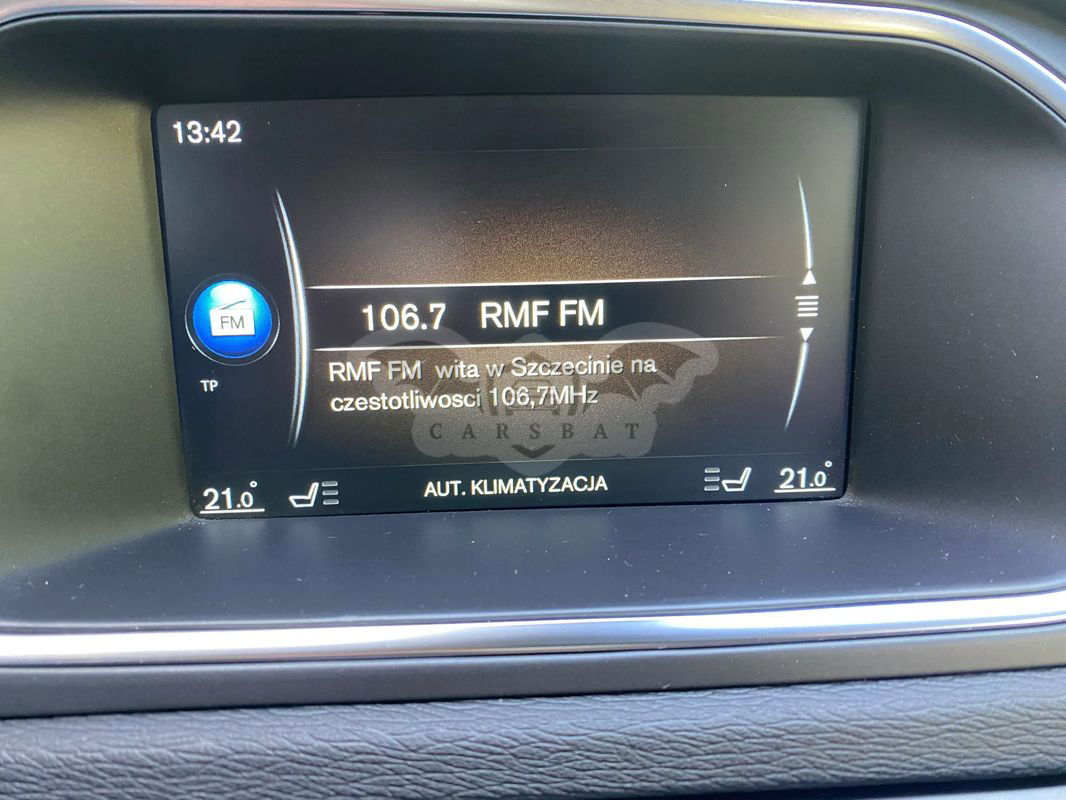 13:42
106.7 RMF FM
FM
TP
RMF FM wita w Szczecinie na
czestotliwosci 106,7MHz
CARSBAT
21.0° AUT. KLIMATYZACJA 21.0°